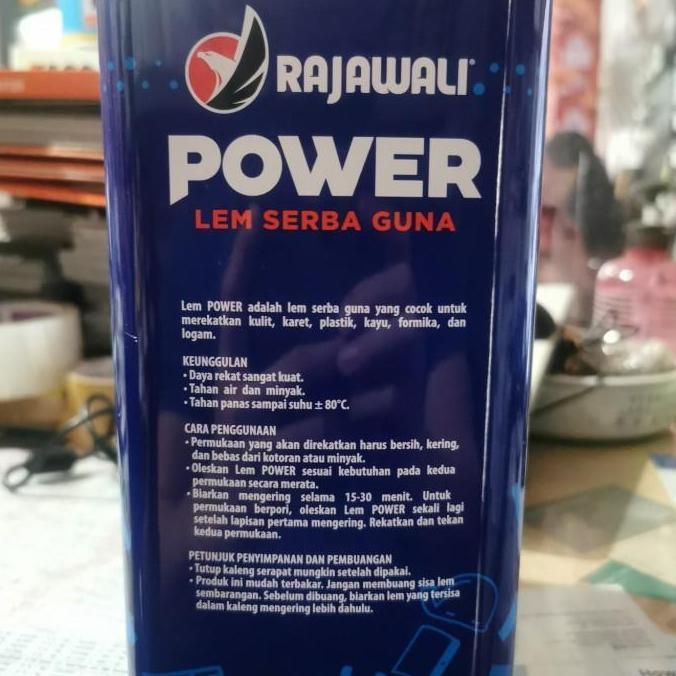 RAJAWALI
POWER
LEM SERBA GUNA
Lem POWER adalah lem serba guna yang cocok untuk
merekatkan kulit, karet, plastik, kayu, formika, dan
logam.
KEUNGGULAN
• Daya rekat sangat kuat.
• Tahan air dan minyak.
• Tahan panas sampai suhu ± 80°C.
CARA PENGGUNAAN
• Permukaan yang akan direkatkan harus bersih, kering,
dan bebas dari kotoran atau minyak.
• Oleskan Lem POWER sesuai kebutuhan pada kedua
permukaan secara merata.
• Biarkan mengering selama 15-30 menit. Untuk
permukaan berpori, oleskan Lem POWER sekali lagi
setelah lapisan pertama mengering. Rekatkan dan tekan
kedua permukaan.
PETUNJUK PENYIMPANAN DAN PEMBUANGAN
• Tutup kaleng serapat mungkin setelah dipakai.
• Produk ini mudah terbakar. Jangan membuang sisa lem
sembarangan. Sebelum dibuang, biarkan lem yang tersisa
dalam kaleng mengering lebih dahulu.